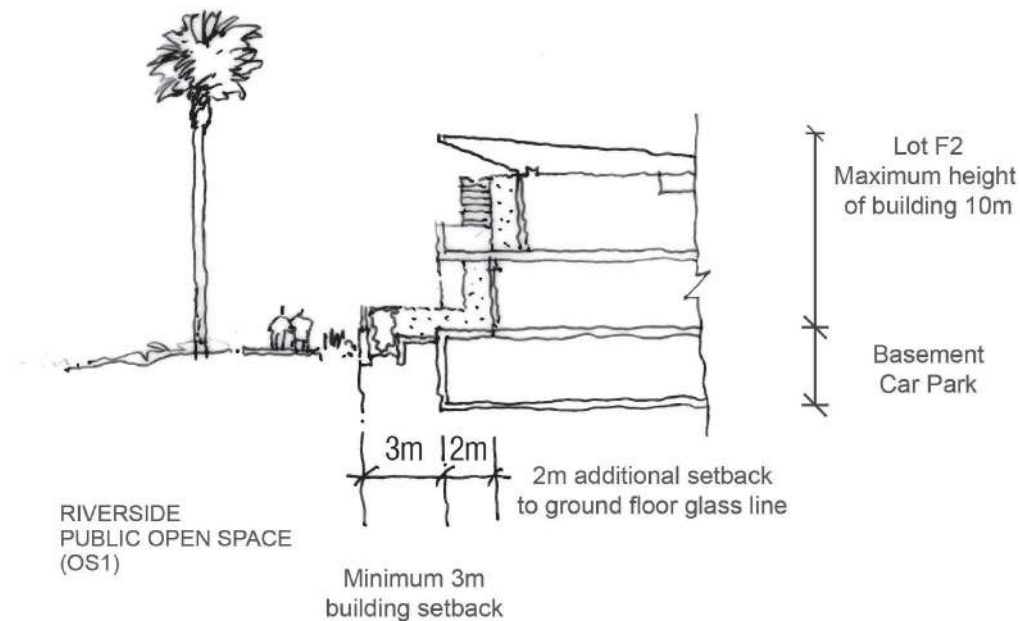 Lot F2
Maximum height
of building 10m
Basement
Car Park
3m
2m
2m additional setback
to ground floor glass line
RIVERSIDE
PUBLIC OPEN SPACE
(OS1)
Minimum 3m
building setback